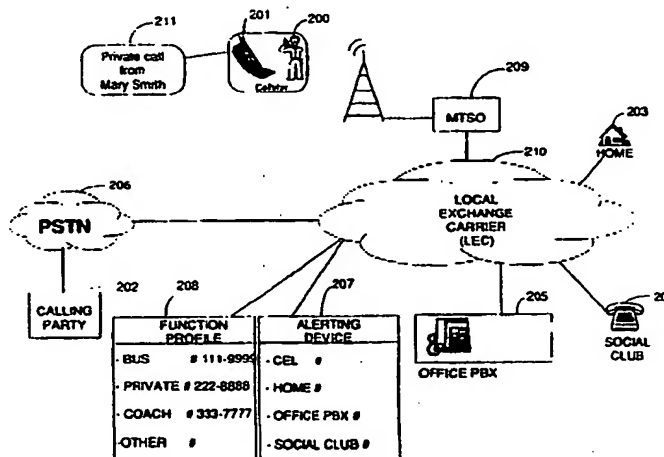 211
201
200
Private call
from
Mary Smith
Cellular
209
MTSO
203
HOME
210
206
PSTN
LOCAL
EXCHANGE
CARRIER
(LEC)
CALLING
PARTY
202
208
207
205
20
FUNCTION
PROFILE
- BUS # 111-9999
- PRIVATE # 222-8888
- COACH # 333-7777
- OTHER #
ALERTING
DEVICE
- CEL #
- HOME #
- OFFICE PBX #
- SOCIAL CLUB #
OFFICE PBX
SOCIAL
CLUB